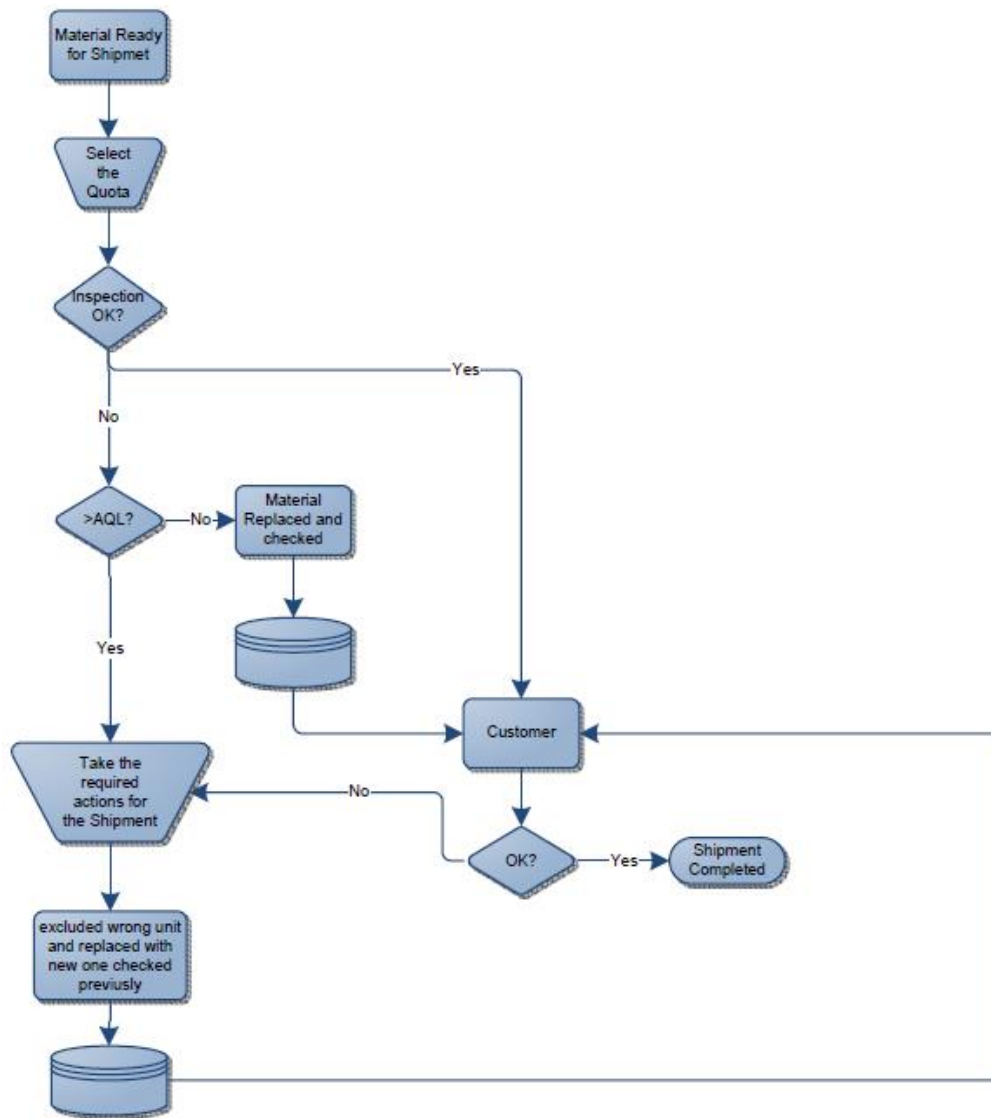 Material Ready
for Shipmet
Select
the
Quota
Inspection
OK?
Yes
No
>AQL?
No
Material
Replaced and
checked
Yes
Customer
Take the
required
actions for
the Shipment
No
OK?
Yes
Shipment
Completed
excluded wrong unit
and replaced with
new one checked
previusly